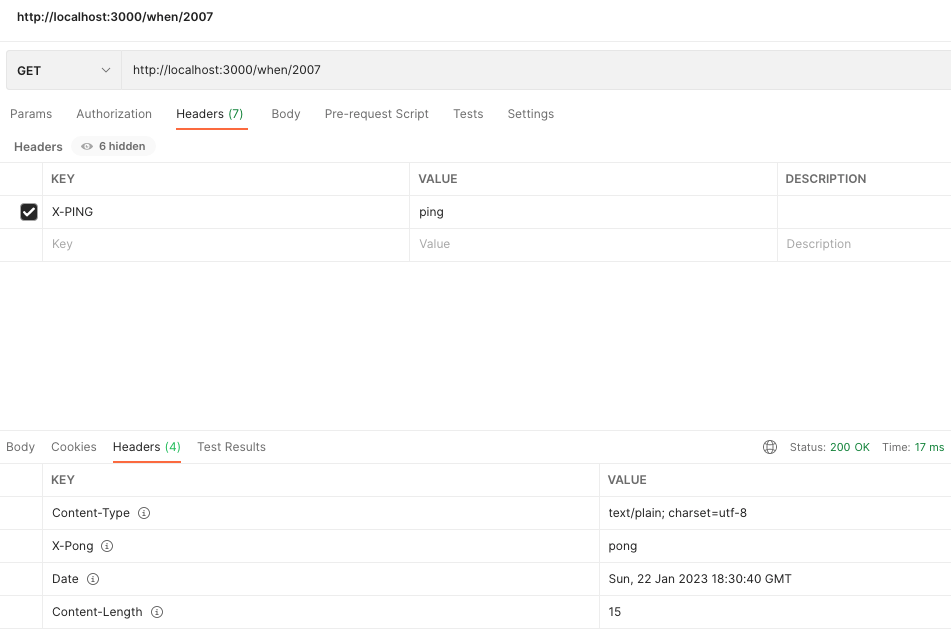 http://localhost:3000/when/2007
GET http://localhost:3000/when/2007
Params Authorization Headers (7) Body Pre-request Script Tests Settings
Headers 6 hidden
KEY VALUE DESCRIPTION
X-PING ping
Key Value Description
Body Cookies Headers (4) Test Results Status: 200 OK Time: 17 ms
KEY VALUE
Content-Type text/plain; charset=utf-8
X-Pong pong
Date Sun, 22 Jan 2023 18:30:40 GMT
Content-Length 15